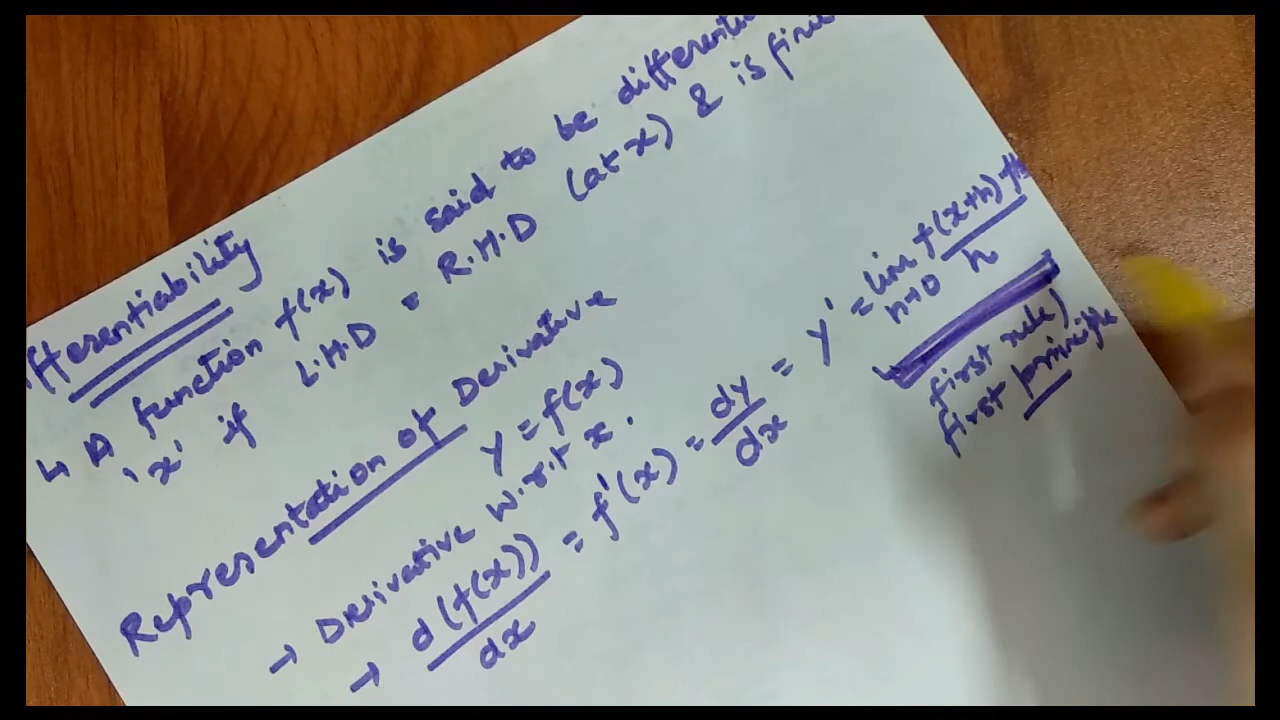 fferentiability
↳ A function f(x) is said to be differentia
'x' if L.H.D = R.H.D (at x) & is fini
Representation of Derivative
y = f(x)
→ Derivative w.r.t x.
→ d(f(x))/dx = f'(x) = dy/dx = y' = lim h→0 f(x+h)-f(x)/h
first rule)
first principle